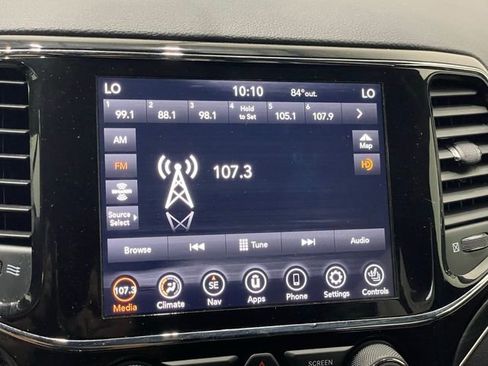 LO 10:10 84° out. LO
1 99.1 2 88.1 3 98.1 4 Hold to Set 5 105.1 6 107.9
AM
Map
FM
107.3
Source Select
Browse Tune Audio
107.3 SE
Media Climate Nav Apps Phone Settings Controls
SCREEN